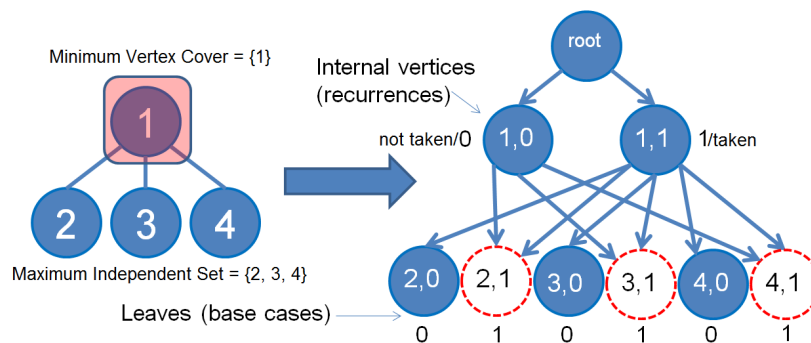 Minimum Vertex Cover = {1}
1
2
3
4
Maximum Independent Set = {2, 3, 4}
root
Internal vertices
(recurrences)
not taken/0
1,0
1,1
1/taken
2,0
2,1
3,0
3,1
4,0
4,1
Leaves (base cases)
0
1
0
1
0
1